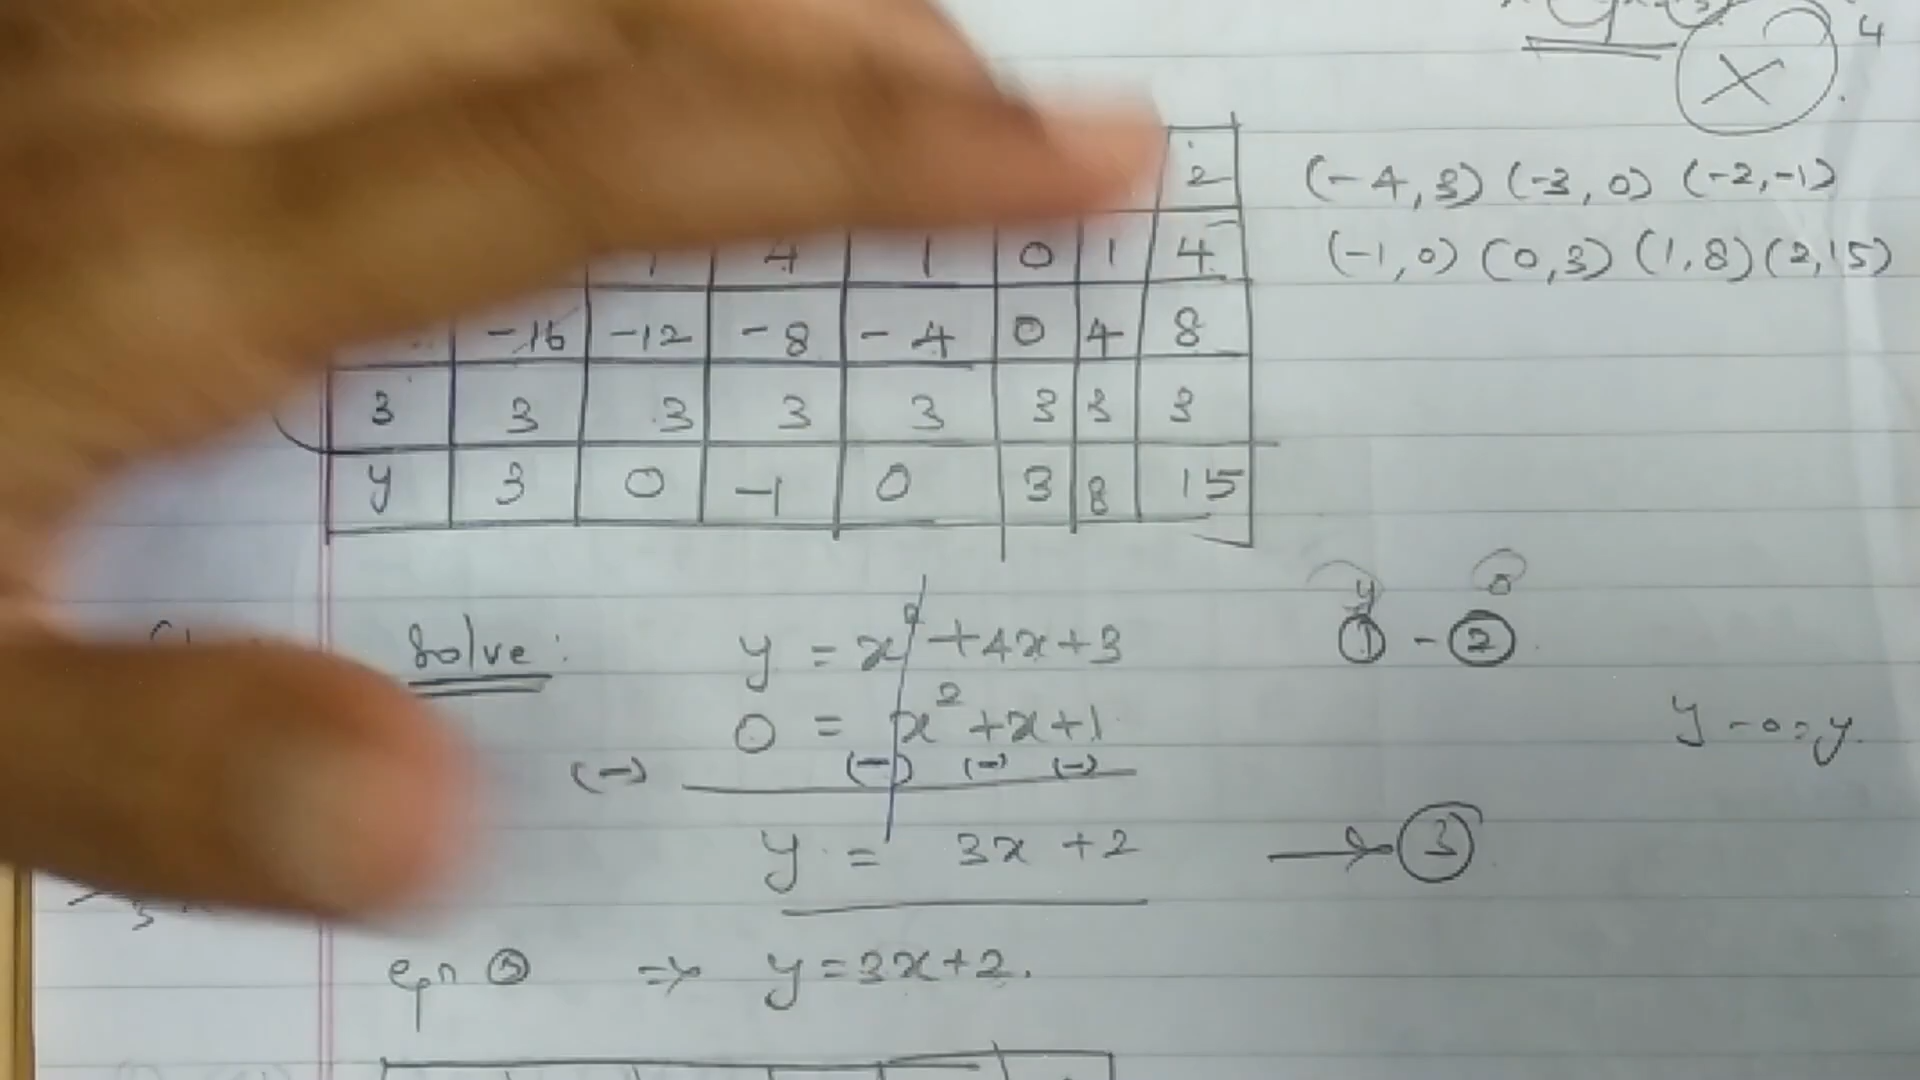 4
X
2 (-4,3) (-3,0) (-2,-1)
4 1 0 1 4 (-1,0) (0,3) (1,8) (2,15)
-16 -12 -8 -4 0 4 8
3 3 3 3 3 3 3 3
y 3 0 -1 0 3 8 15
y 0
Solve: y = x² + 4x + 3 ① - ②
0 = x² + x + 1 y - 0 = y.
(-) (-) (-) (-)
y = 3x + 2 → ③
eqn ③ ⇒ y = 3x + 2.